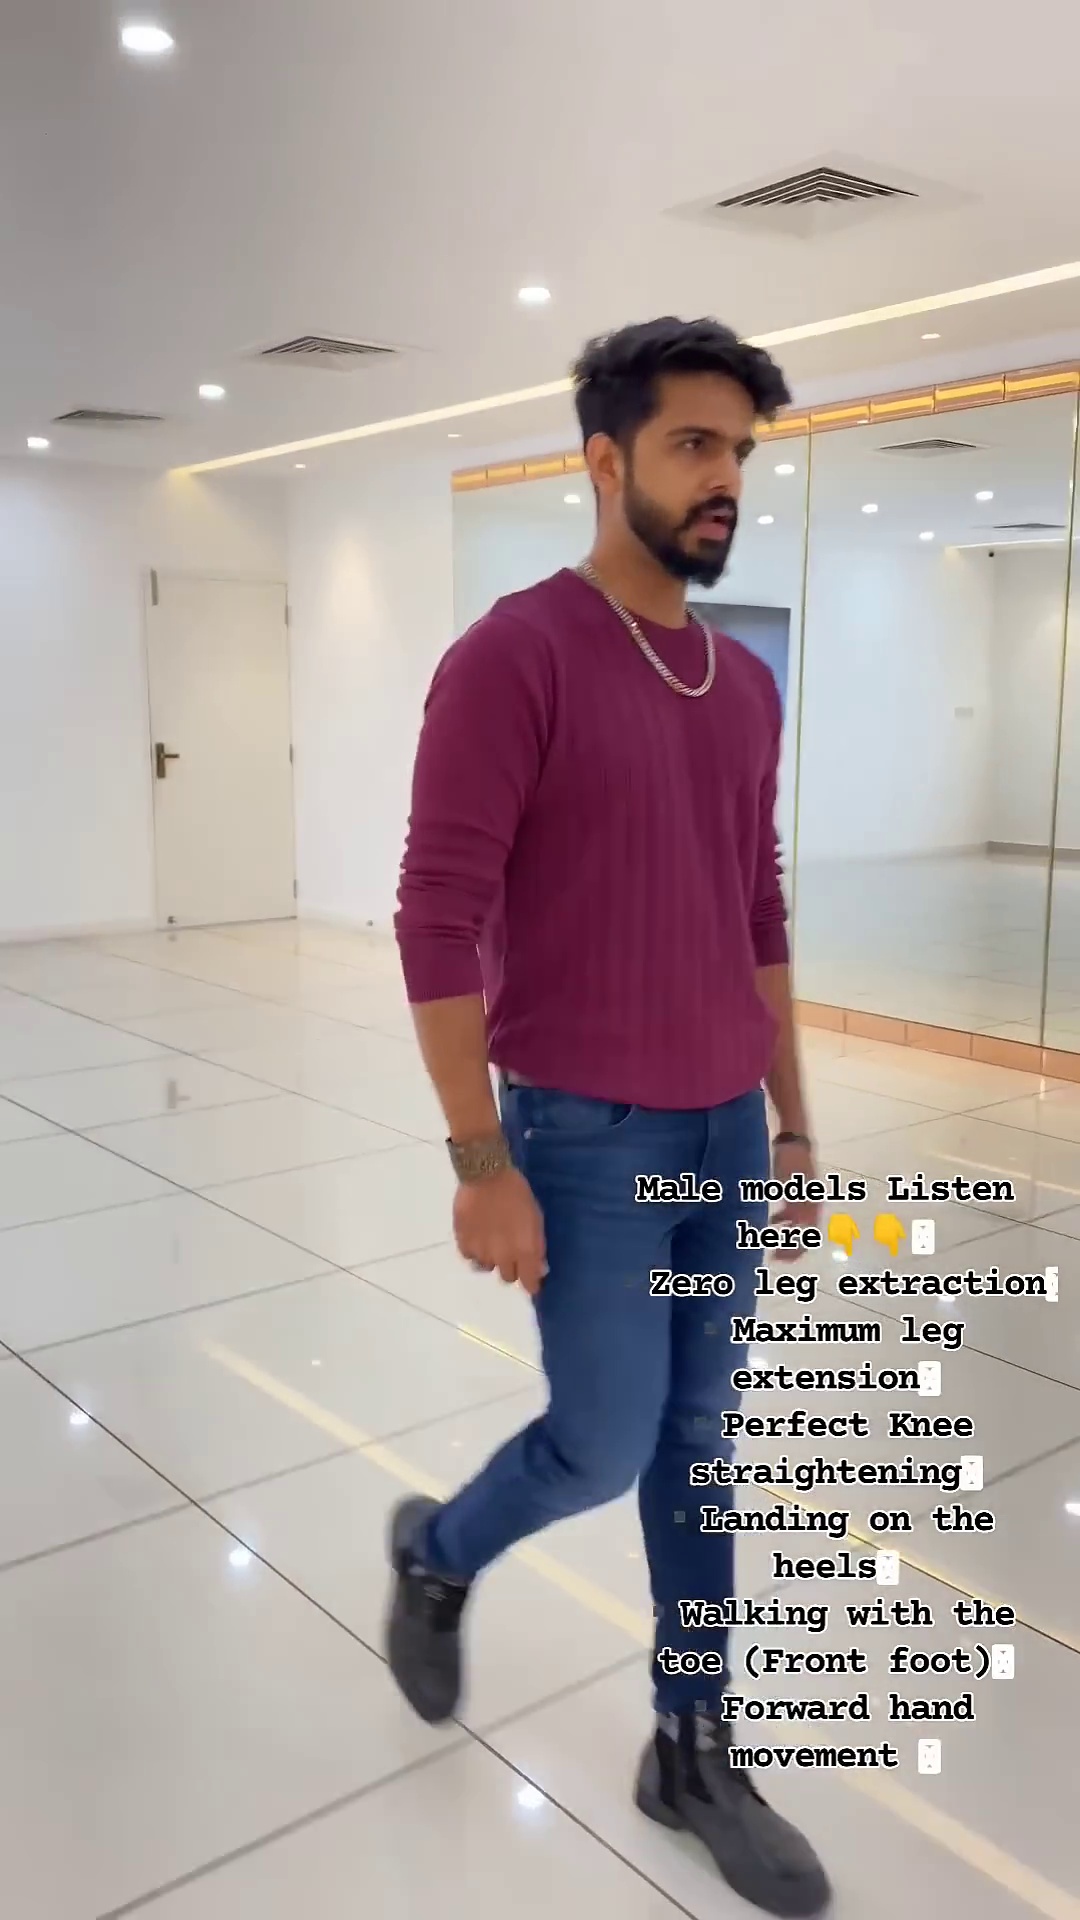 Male models Listen
here👇👇
▪️Zero leg extraction
▪️Maximum leg
extension
▪️Perfect Knee
straightening
▪️Landing on the
heels
▪️Walking with the
toe (Front foot)
▪️Forward hand
movement